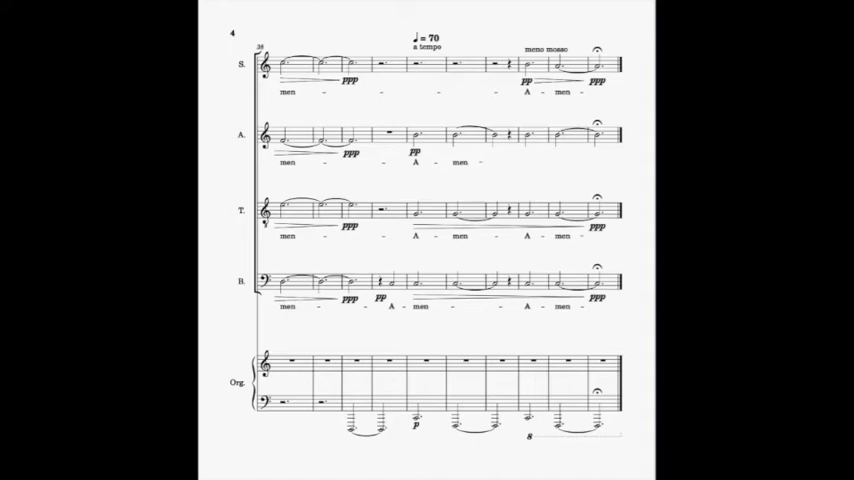 4
♩ = 70
38
a tempo
meno mosso
S.
ppp
pp
ppp
men - - - - - - A - men
A.
ppp
pp
men - - A - men -
T.
ppp
ppp
men - - - A - men - A - men -
B.
ppp
pp
ppp
men - - A - men - A - men -
Org.
p
8